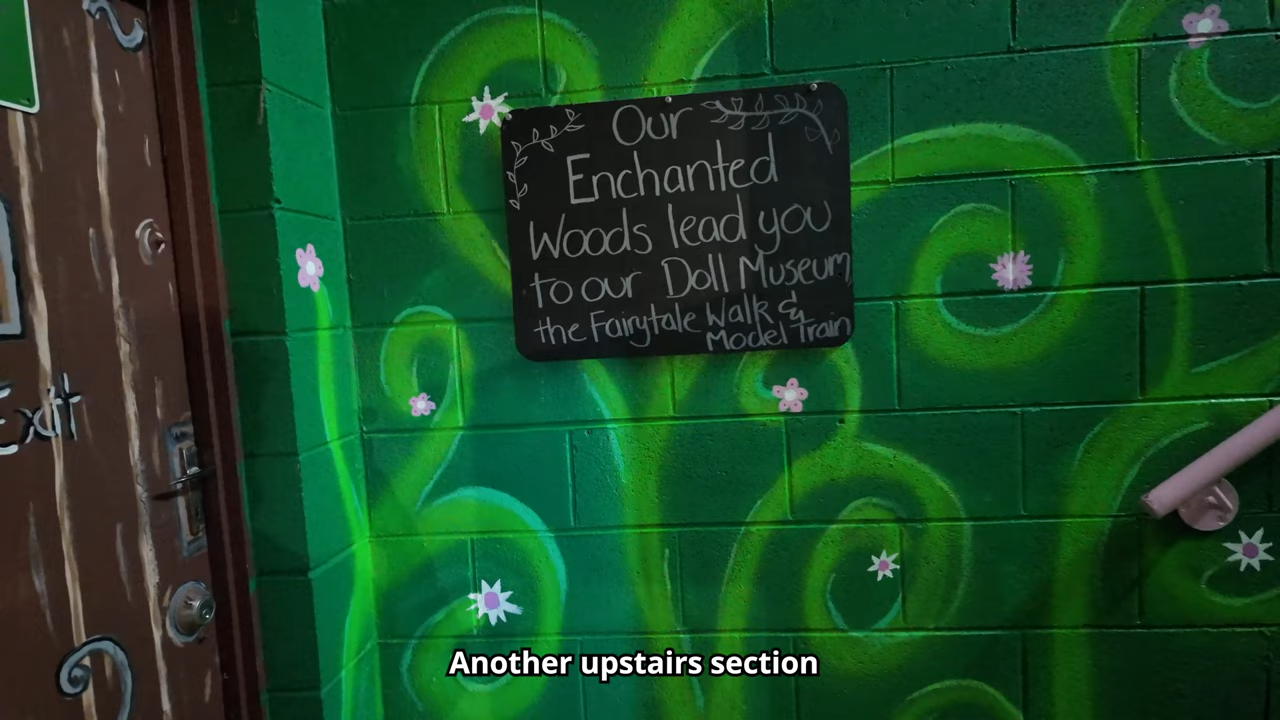 Our
Enchanted
Woods lead you
to our Doll Museum,
the Fairytale Walk &
Model Train
Exit
Another upstairs section